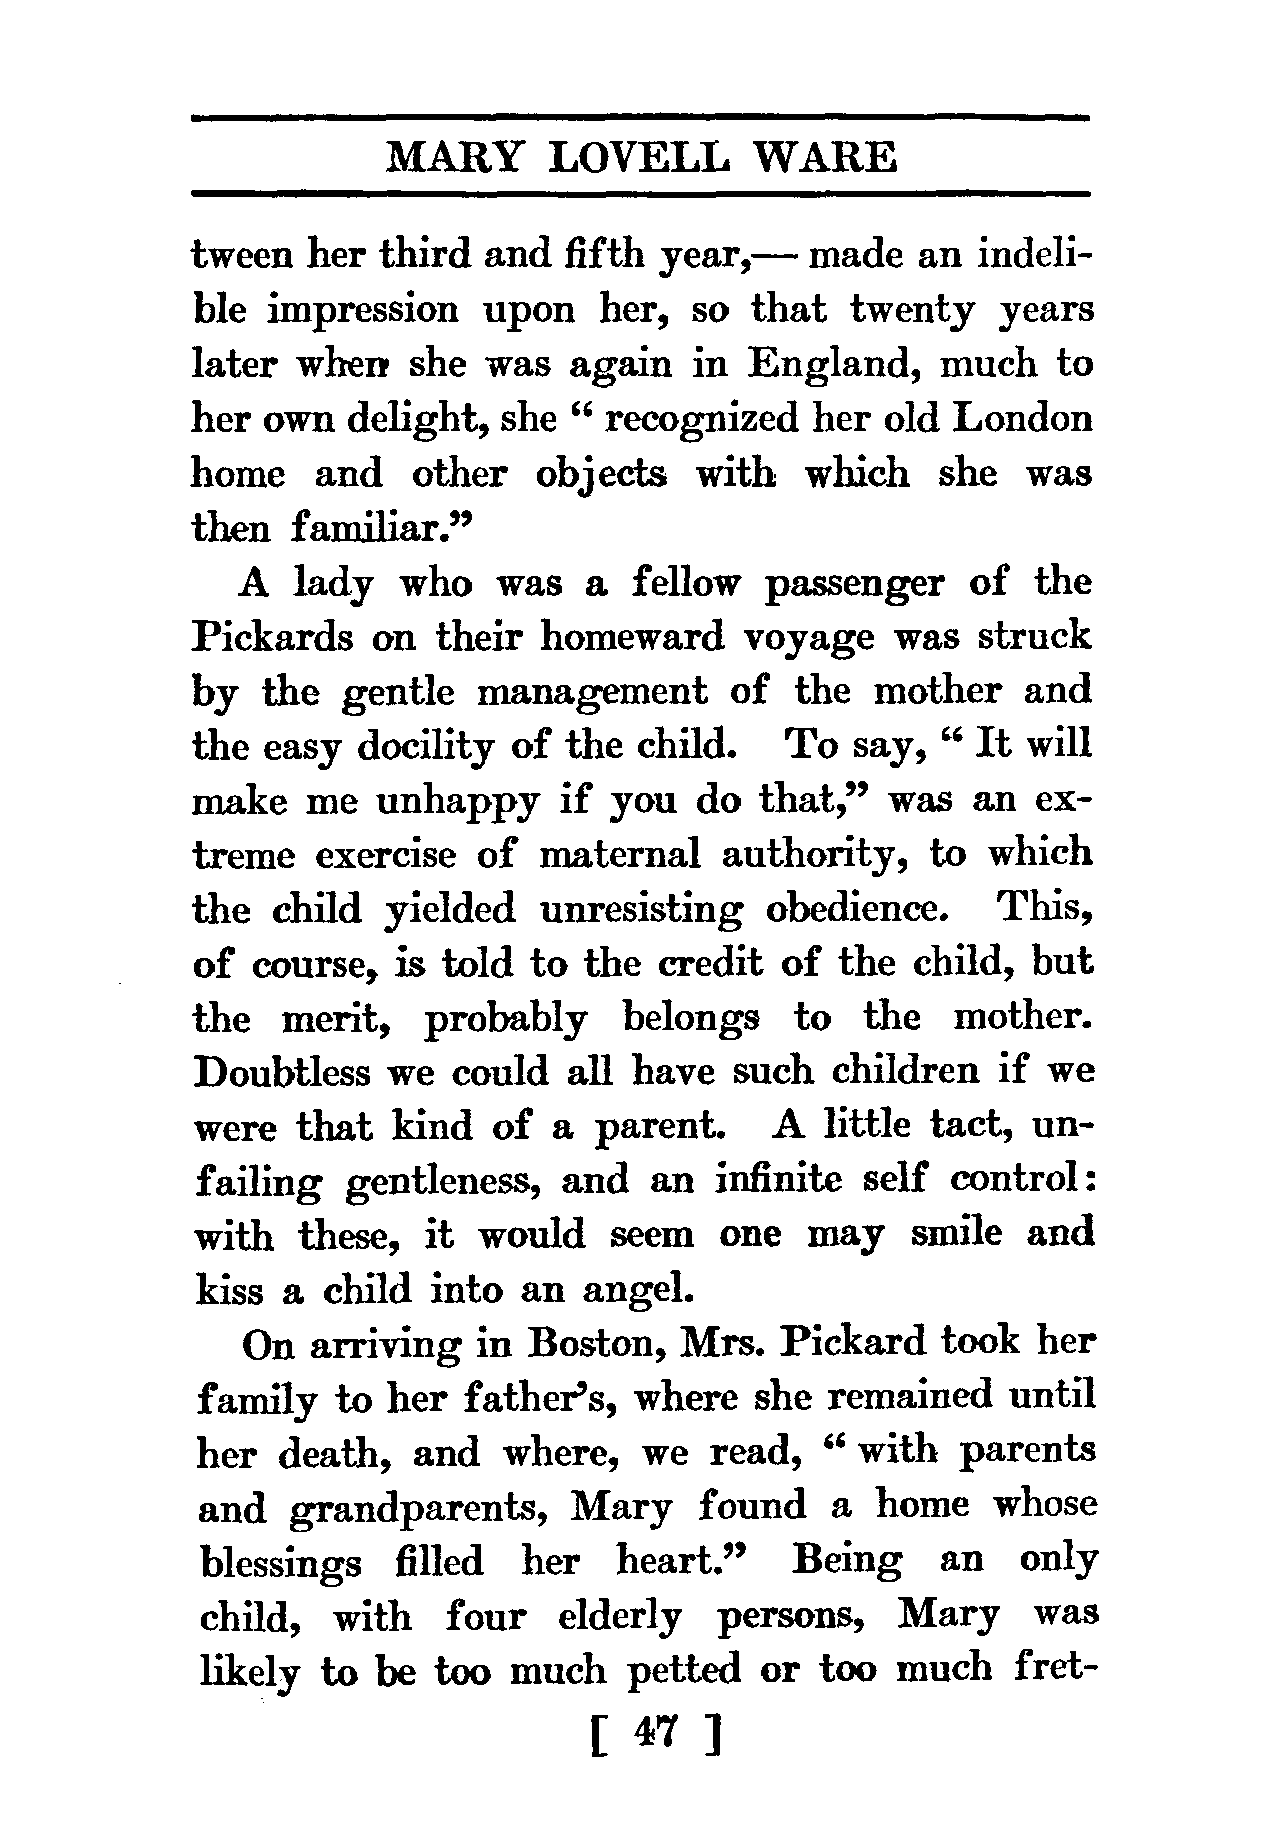 MARY LOVELL WARE
tween her third and fifth year,— made an indeli-
ble impression upon her, so that twenty years
later when she was again in England, much to
her own delight, she “ recognized her old London
home and other objects with which she was
then familiar.”
A lady who was a fellow passenger of the
Pickards on their homeward voyage was struck
by the gentle management of the mother and
the easy docility of the child. To say, “ It will
make me unhappy if you do that,” was an ex-
treme exercise of maternal authority, to which
the child yielded unresisting obedience. This,
of course, is told to the credit of the child, but
the merit, probably belongs to the mother.
Doubtless we could all have such children if we
were that kind of a parent. A little tact, un-
failing gentleness, and an infinite self control:
with these, it would seem one may smile and
kiss a child into an angel.
On arriving in Boston, Mrs. Pickard took her
family to her father’s, where she remained until
her death, and where, we read, “ with parents
and grandparents, Mary found a home whose
blessings filled her heart.” Being an only
child, with four elderly persons, Mary was
likely to be too much petted or too much fret-
[ 47 ]